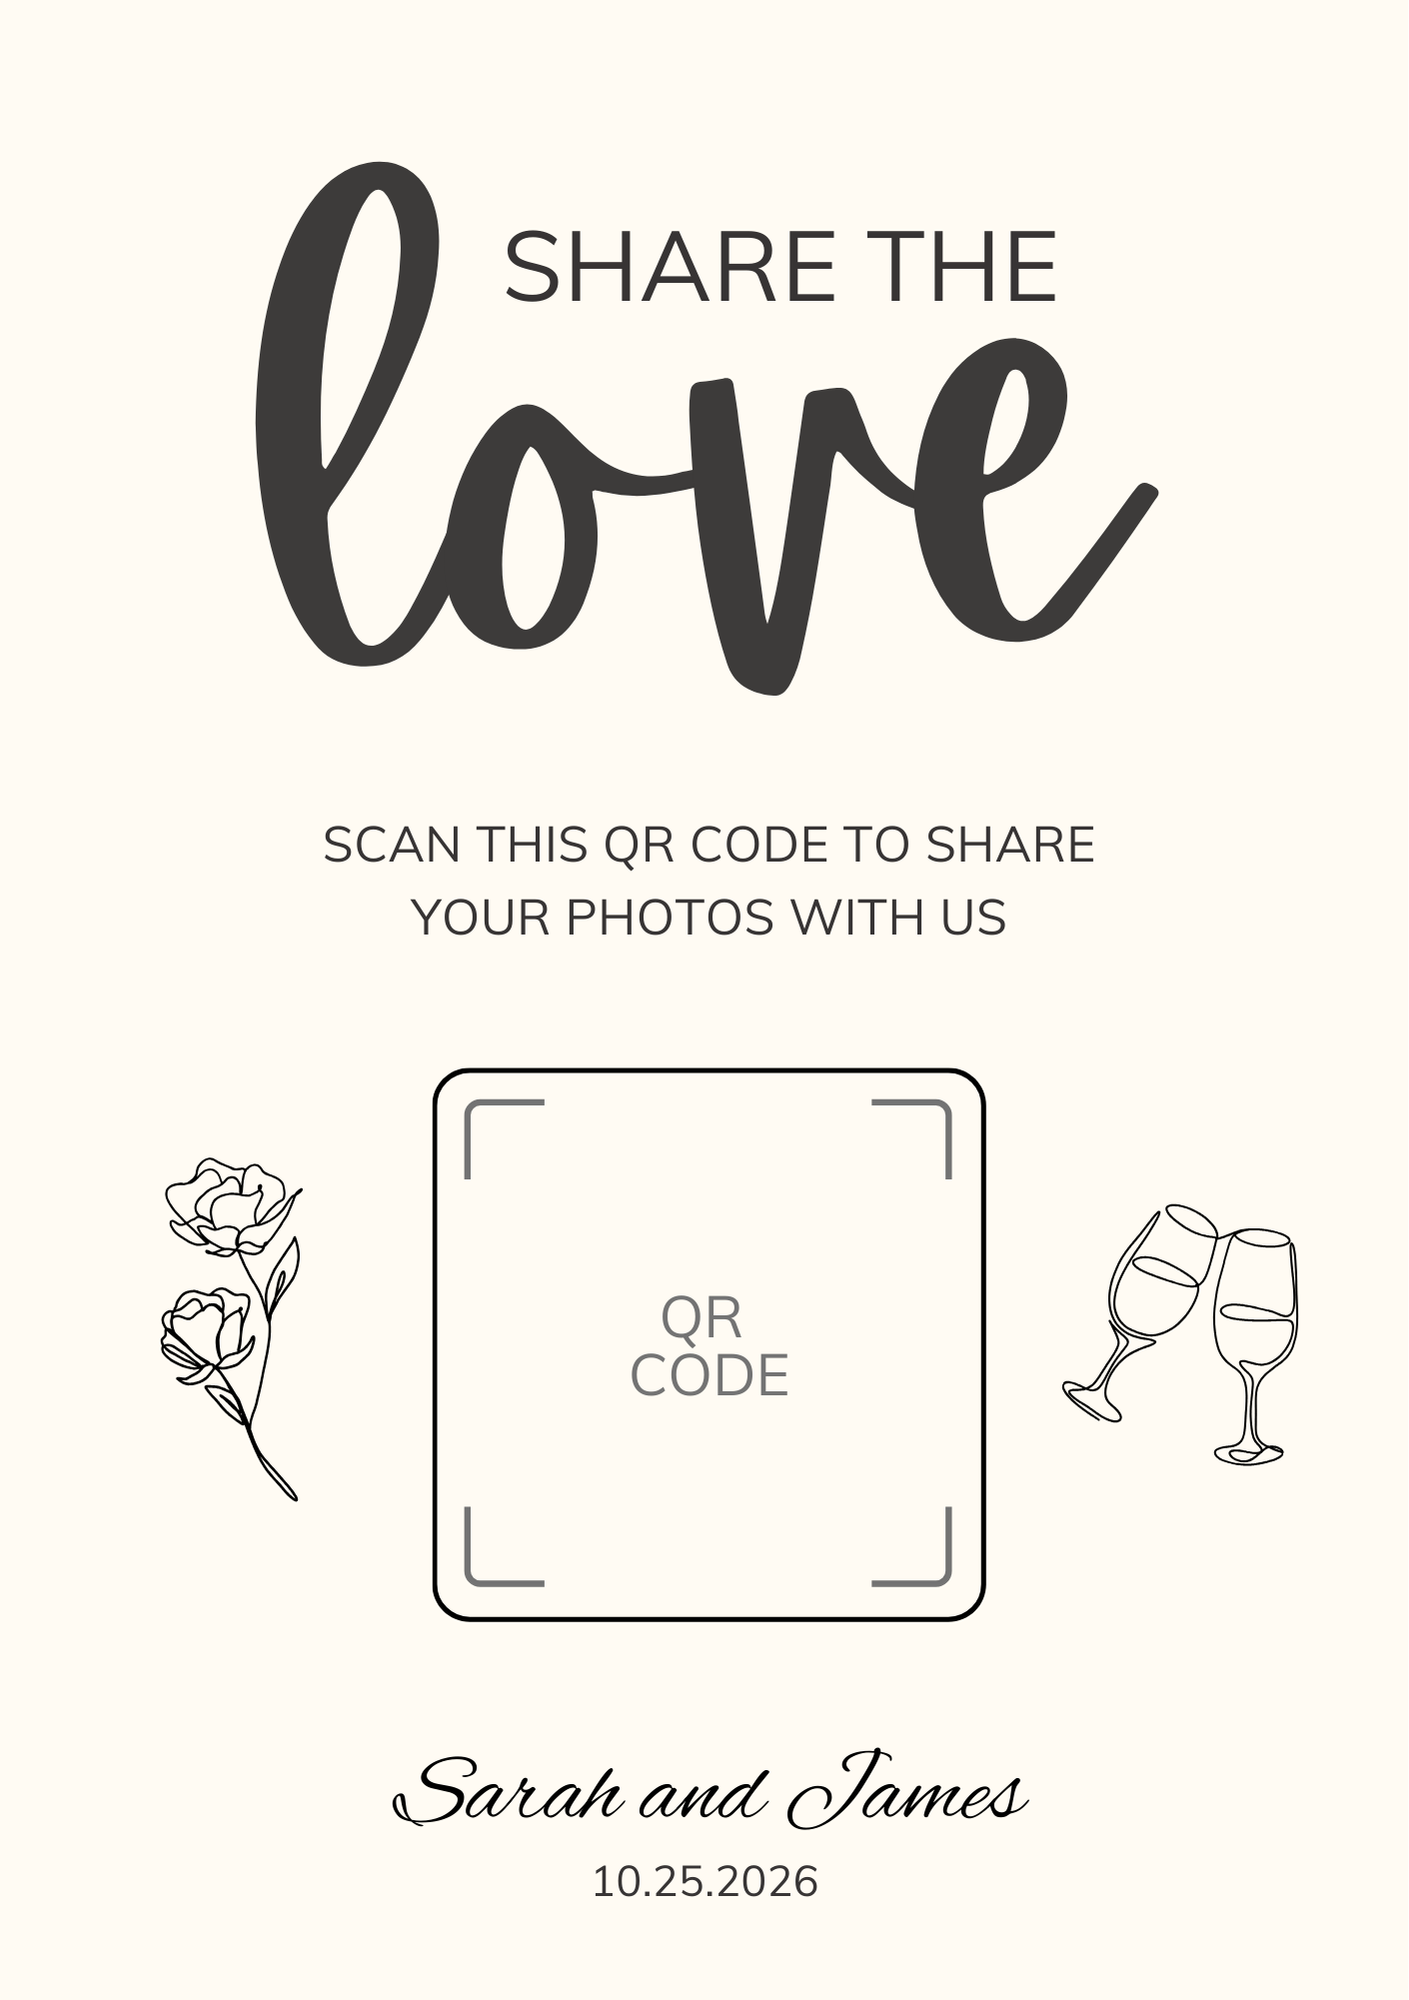 SHARE THE
love
SCAN THIS QR CODE TO SHARE
YOUR PHOTOS WITH US
QR
CODE
Sarah and James
10.25.2026